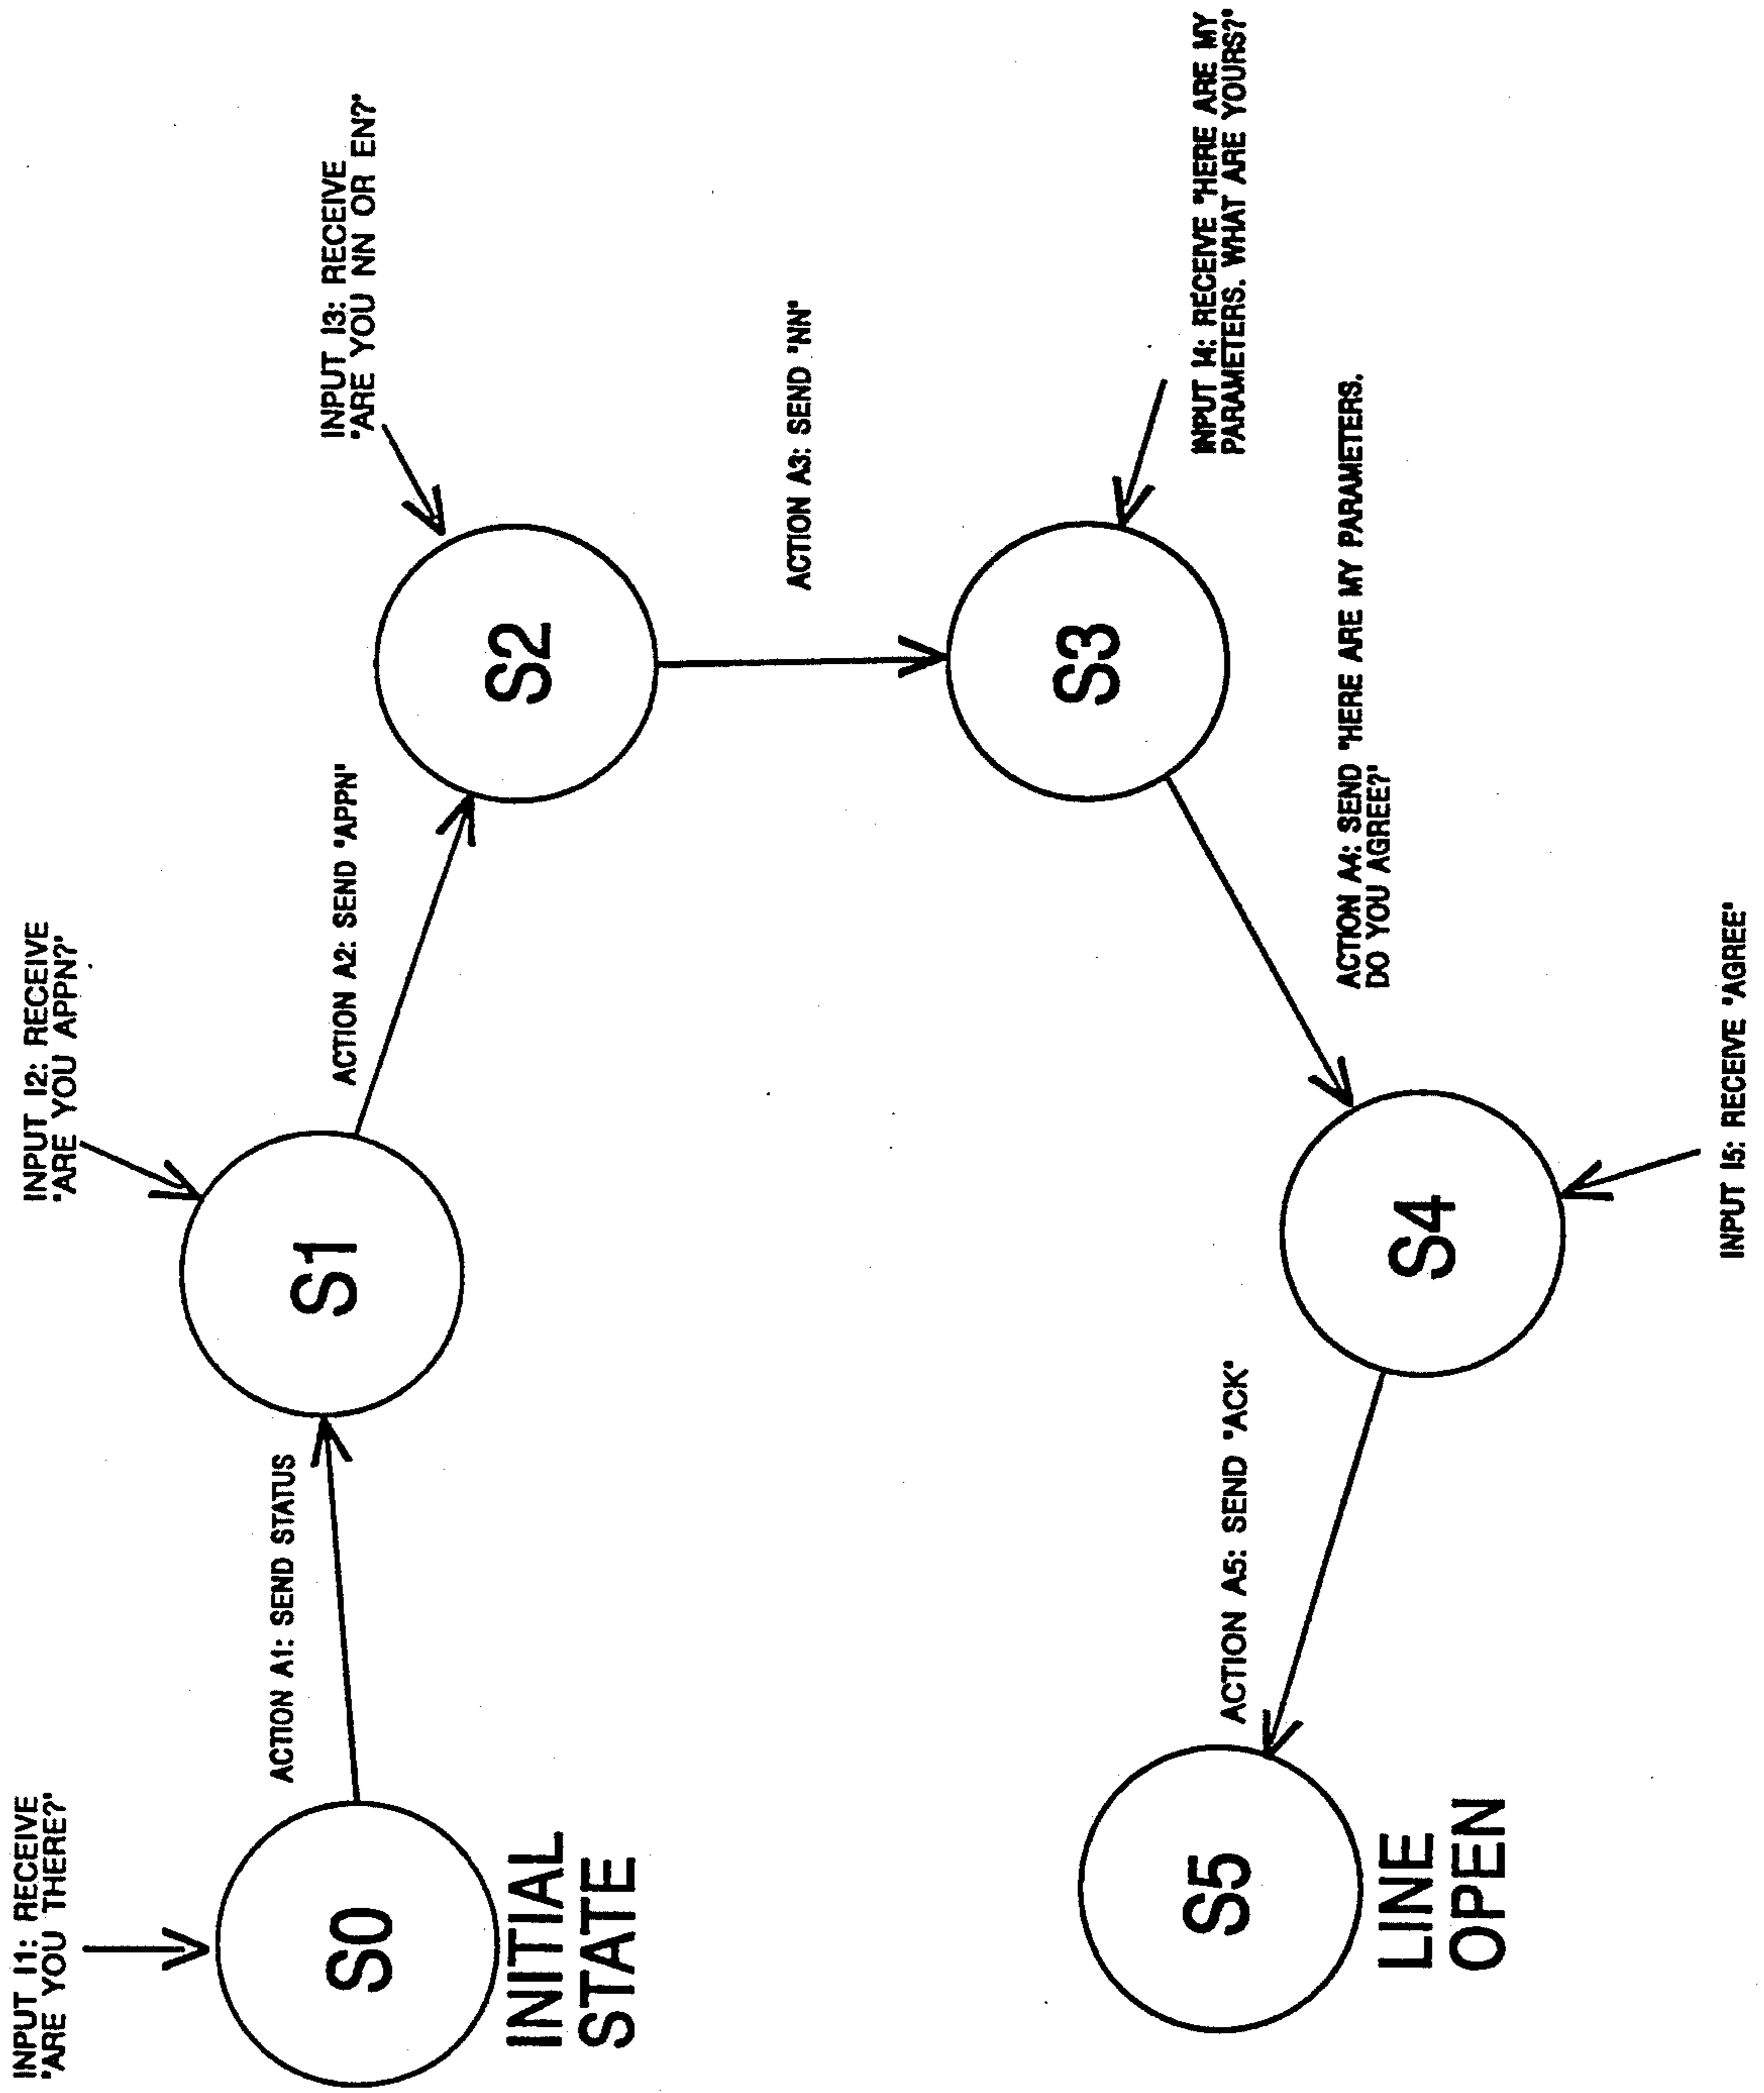 INPUT I1: RECEIVE
"ARE YOU THERE?"
S0
INITIAL
STATE
ACTION A1: SEND STATUS
INPUT I2: RECEIVE
"ARE YOU APPN?"
S1
ACTION A2: SEND "APPN"
INPUT I3: RECEIVE
"ARE YOU NN OR EN?"
S2
ACTION A3: SEND "NN"
INPUT I4: RECEIVE "HERE ARE MY
PARAMETERS. WHAT ARE YOURS?"
S3
ACTION A4: SEND "HERE ARE MY PARAMETERS.
DO YOU AGREE?"
INPUT I5: RECEIVE "AGREE"
S4
ACTION A5: SEND "ACK"
S5
LINE
OPEN